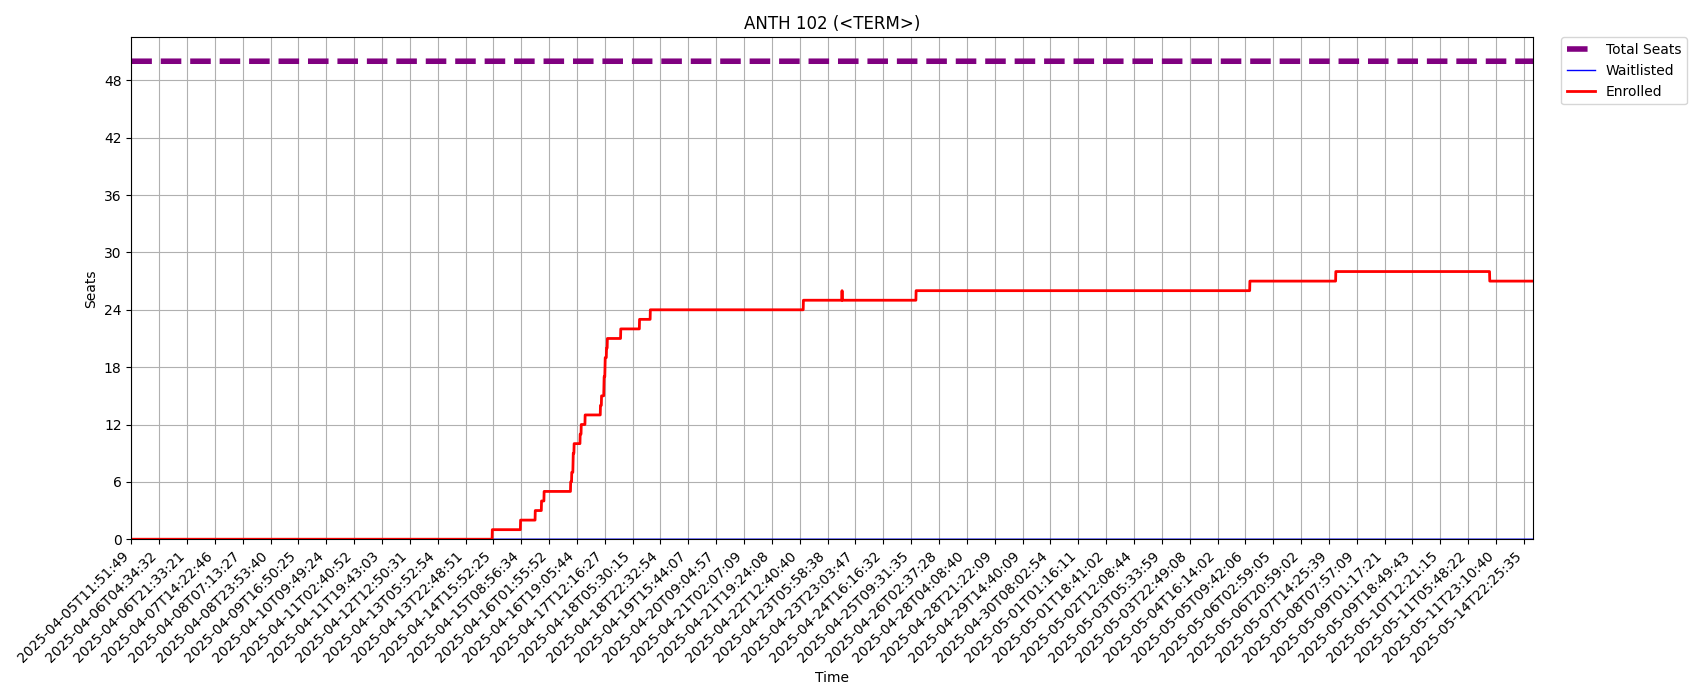 ANTH 102 (<TERM>)
Total Seats
Waitlisted
Enrolled
Seats
48
42
36
30
24
18
12
6
0
2025-04-05T11:51:49
2025-04-06T04:34:32
2025-04-06T21:33:21
2025-04-07T14:22:46
2025-04-08T07:13:27
2025-04-08T23:53:40
2025-04-09T16:50:25
2025-04-10T09:49:24
2025-04-11T02:40:52
2025-04-11T19:43:03
2025-04-12T12:50:31
2025-04-13T05:52:54
2025-04-13T22:48:51
2025-04-14T15:52:25
2025-04-15T08:56:34
2025-04-16T01:55:52
2025-04-16T19:05:44
2025-04-17T12:16:27
2025-04-18T05:30:15
2025-04-18T22:32:54
2025-04-19T15:44:07
2025-04-20T09:04:57
2025-04-21T02:07:09
2025-04-21T19:24:08
2025-04-22T12:40:40
2025-04-23T05:58:38
2025-04-23T23:03:47
2025-04-24T16:16:32
2025-04-25T09:31:35
2025-04-26T02:37:28
2025-04-28T04:08:40
2025-04-28T21:22:09
2025-04-29T14:40:09
2025-04-30T08:02:54
2025-05-01T01:16:11
2025-05-01T18:41:02
2025-05-02T12:08:44
2025-05-03T05:33:59
2025-05-03T22:49:08
2025-05-04T16:14:02
2025-05-05T09:42:06
2025-05-06T02:59:05
2025-05-06T20:59:02
2025-05-07T14:25:39
2025-05-08T07:57:09
2025-05-09T01:17:21
2025-05-09T18:49:43
2025-05-10T12:21:15
2025-05-11T05:48:22
2025-05-11T23:10:40
2025-05-14T22:25:35
Time